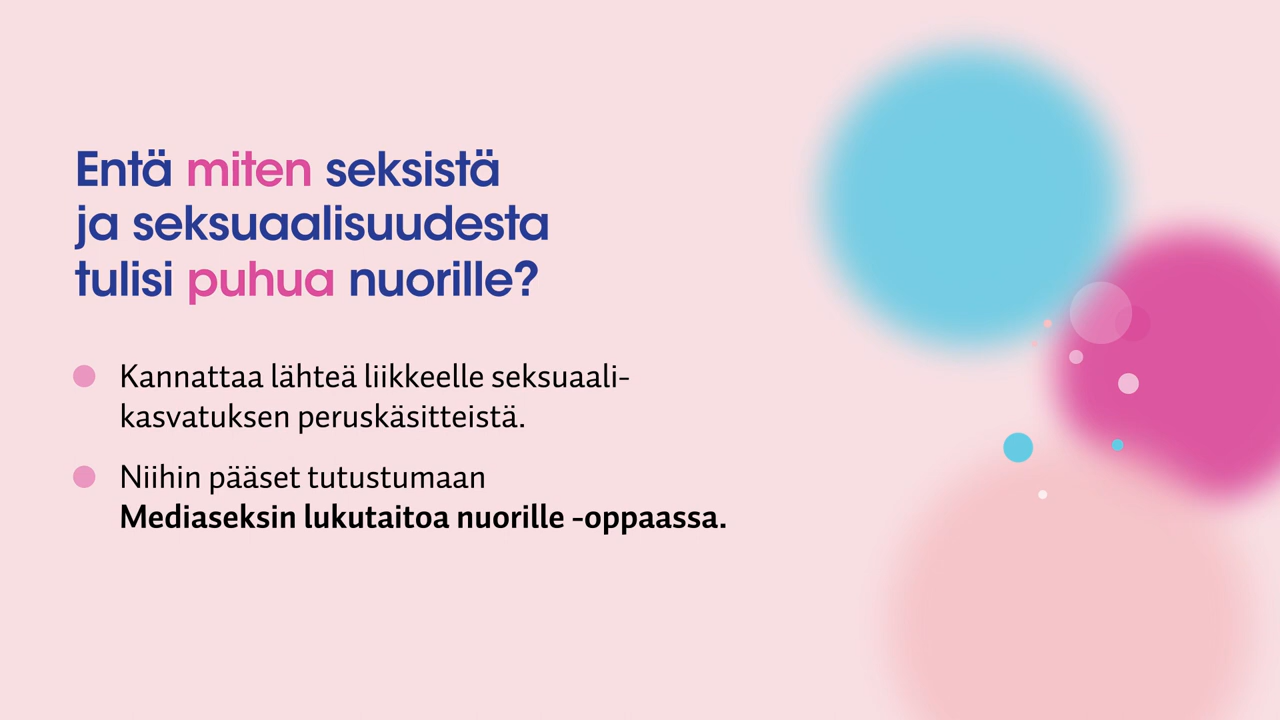 Entä miten seksistä
ja seksuaalisuudesta
tulisi puhua nuorille?
Kannattaa lähteä liikkeelle seksuaali-
kasvatuksen peruskäsitteistä.
Niihin pääset tutustumaan
Mediaseksin lukutaitoa nuorille -oppaassa.